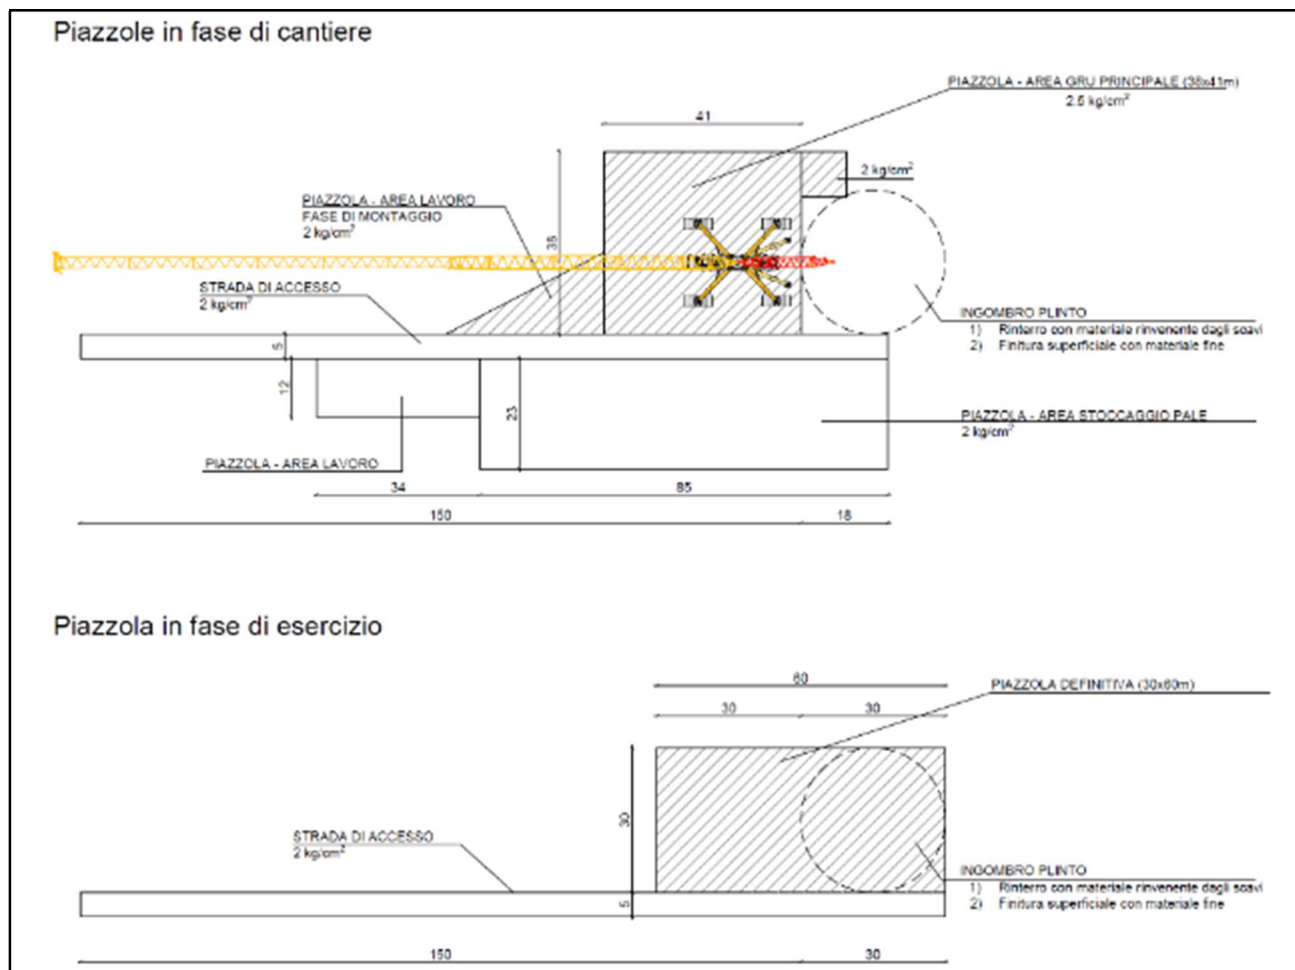 Piazzole in fase di cantiere
PIAZZOLA - AREA GRU PRINCIPALE (38x41m)
2.5 kg/cm²
41
2 kg/cm²
PIAZZOLA - AREA LAVORO
FASE DI MONTAGGIO
2 kg/cm²
38
STRADA DI ACCESSO
2 kg/cm²
INGOMBRO PLINTO
1) Rinterro con materiale rinvenente dagli scavi
2) Finitura superficiale con materiale fine
5
12
23
PIAZZOLA - AREA STOCCAGGIO PALE
2 kg/cm²
PIAZZOLA - AREA LAVORO
34
85
150
18
Piazzola in fase di esercizio
60
PIAZZOLA DEFINITIVA (30x60m)
30
30
30
STRADA DI ACCESSO
2 kg/cm²
INGOMBRO PLINTO
1) Rinterro con materiale rinvenente dagli scavi
2) Finitura superficiale con materiale fine
5
150
30